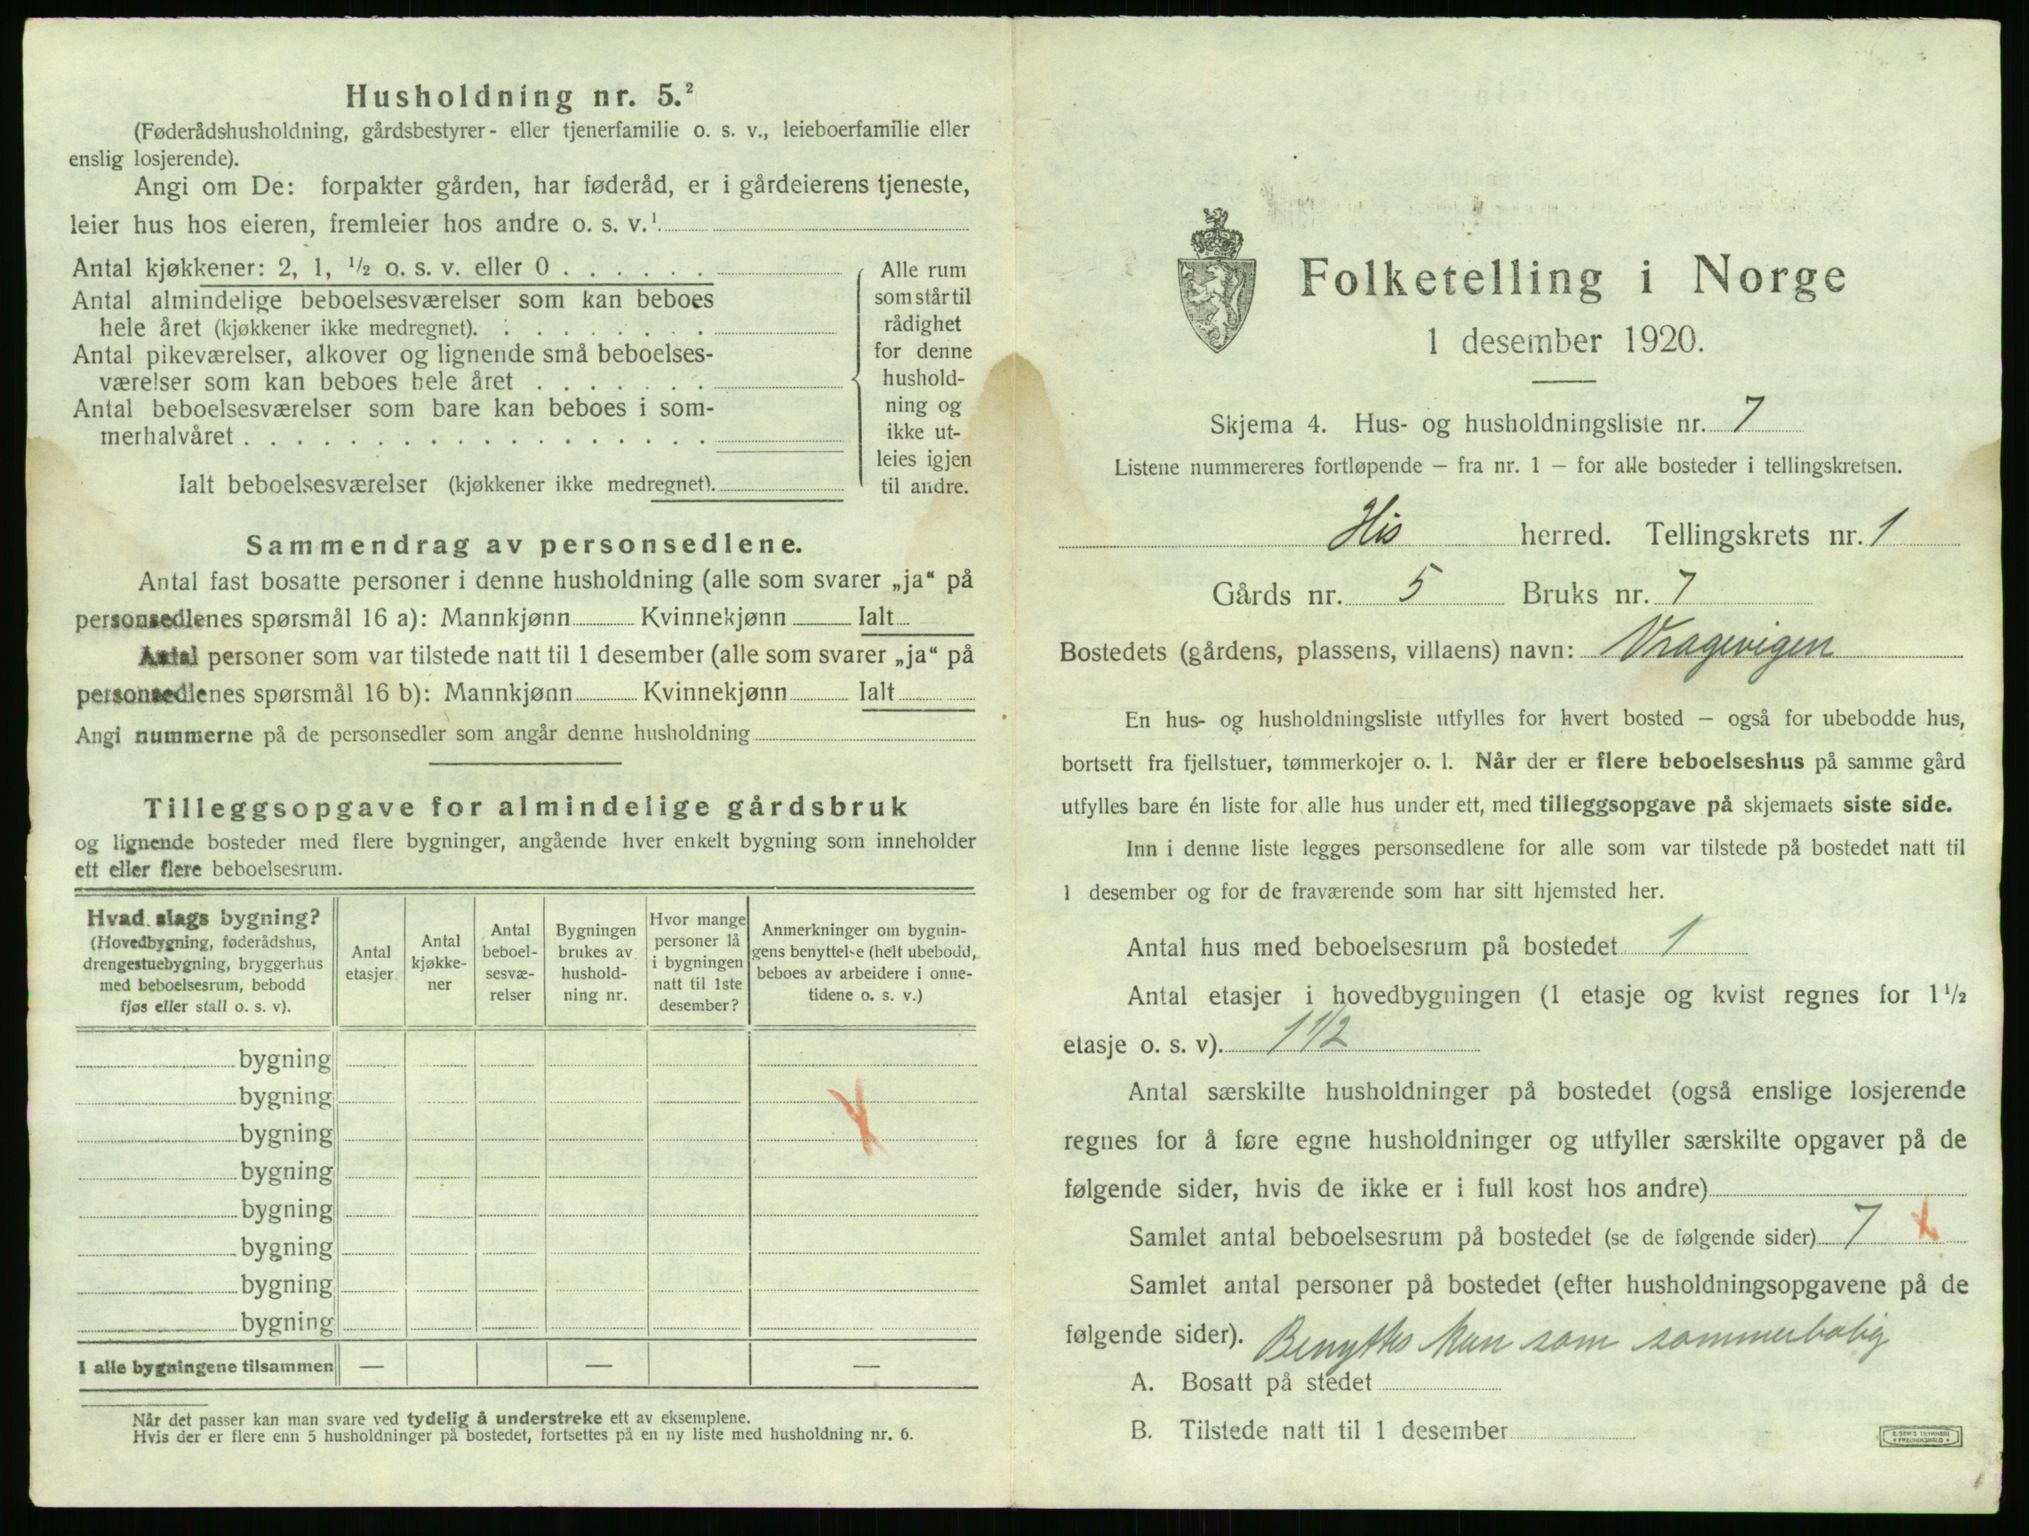 Husholdning nr. 5.²
(Føderådshusholdning, gårdsbestyrer- eller tjenerfamilie o. s. v., leieboerfamilie eller
enslig losjerende).
Angi om De: forpakter gården, har føderåd, er i gårdeierens tjeneste,
leier hus hos eieren, fremleier hos andre o. s. v.¹
Antal kjøkkener: 2, 1, ½ o. s. v. eller 0 . . . . . .
Antal almindelige beboelsesværelser som kan beboes
hele året (kjøkkener ikke medregnet). . . . . . . . .
Antal pikeværelser, alkover og lignende små beboelses-
værelser som kan beboes hele året . . . . . . .
Antal beboelsesværelser som bare kan beboes i som-
merhalvåret . . . . . . . . . . . . . . . . . .
Ialt beboelsesværelser (kjøkkener ikke medregnet).
Alle rum
som står til
rådighet
for denne
hushold-
ning og
ikke ut-
leies igjen
til andre.
Sammendrag av personsedlene.
Antal fast bosatte personer i denne husholdning (alle som svarer „ja“ på
personsedlenes spørsmål 16 a): Mannkjønn Kvinnekjønn Ialt
Antal personer som var tilstede natt til 1 desember (alle som svarer „ja“ på
personsedlenes spørsmål 16 b): Mannkjønn Kvinnekjønn Ialt
Angi nummerne på de personsedler som angår denne husholdning
Tilleggsopgave for almindelige gårdsbruk
og lignende bosteder med flere bygninger, angående hver enkelt bygning som inneholder
ett eller flere beboelsesrum.
Hvad slags bygning?
(Hovedbygning, føderådshus,
drengestuebygning, bryggerhus
med beboelsesrum, bebodd
fjøs eller stall o. s. v).
Antal
etasjer
Antal
kjøkke-
ner
Antal
beboel-
sesvæ-
relser
Bygningen
brukes av
hushold-
ning nr.
Hvor mange
personer lå
i bygningen
natt til 1ste
desember?
Anmerkninger om bygnin-
gens benyttelse (helt ubebodd,
beboes av arbeidere i onne-
tidene o. s. v.)
bygning
bygning
bygning
bygning
bygning
bygning
bygning
bygning
I alle bygningene tilsammen — — —
Når det passer kan man svare ved tydelig å understreke ett av eksemplene.
Hvis der er flere enn 5 husholdninger på bostedet, fortsettes på en ny liste med husholdning nr. 6.
Folketelling i Norge
1 desember 1920.
Skjema 4. Hus- og husholdningsliste nr. 7
Listene nummereres fortløpende – fra nr. 1 – for alle bosteder i tellingskretsen.
His herred. Tellingskrets nr. 1
Gårds nr. 5 Bruks nr. 7
Bostedets (gårdens, plassens, villaens) navn: Vragevigen
En hus- og husholdningsliste utfylles for hvert bosted – også for ubebodde hus,
bortsett fra fjellstuer, tømmerkojer o. l. Når der er flere beboelseshus på samme gård
utfylles bare én liste for alle hus under ett, med tilleggsopgave på skjemaets siste side.
Inn i denne liste legges personsedlene for alle som var tilstede på bostedet natt til
1 desember og for de fraværende som har sitt hjemsted her.
Antal hus med beboelsesrum på bostedet 1
Antal etasjer i hovedbygningen (1 etasje og kvist regnes for 1½
etasje o. s. v). 1 1/2
Antal særskilte husholdninger på bostedet (også enslige losjerende
regnes for å føre egne husholdninger og utfyller særskilte opgaver på de
følgende sider, hvis de ikke er i full kost hos andre)
Samlet antal beboelsesrum på bostedet (se de følgende sider) 7 x
Samlet antal personer på bostedet (efter husholdningsopgavene på de
følgende sider). Benyttes kun som sommerbolig
A. Bosatt på stedet
B. Tilstede natt til 1 desember